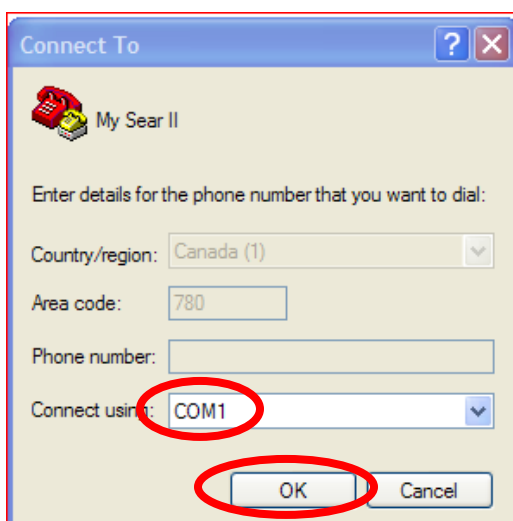 Connect To
My Sear II
Enter details for the phone number that you want to dial:
Country/region: Canada (1)
Area code: 780
Phone number:
Connect using: COM1
OK Cancel